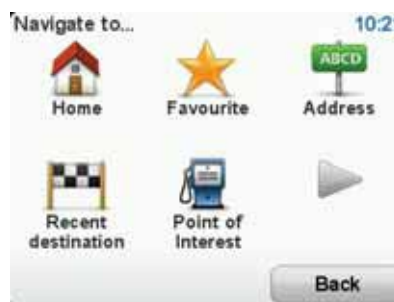 Navigate to...
10:2
ABCD
Home
Favourite
Address
Recent
destination
Point of
Interest
Back